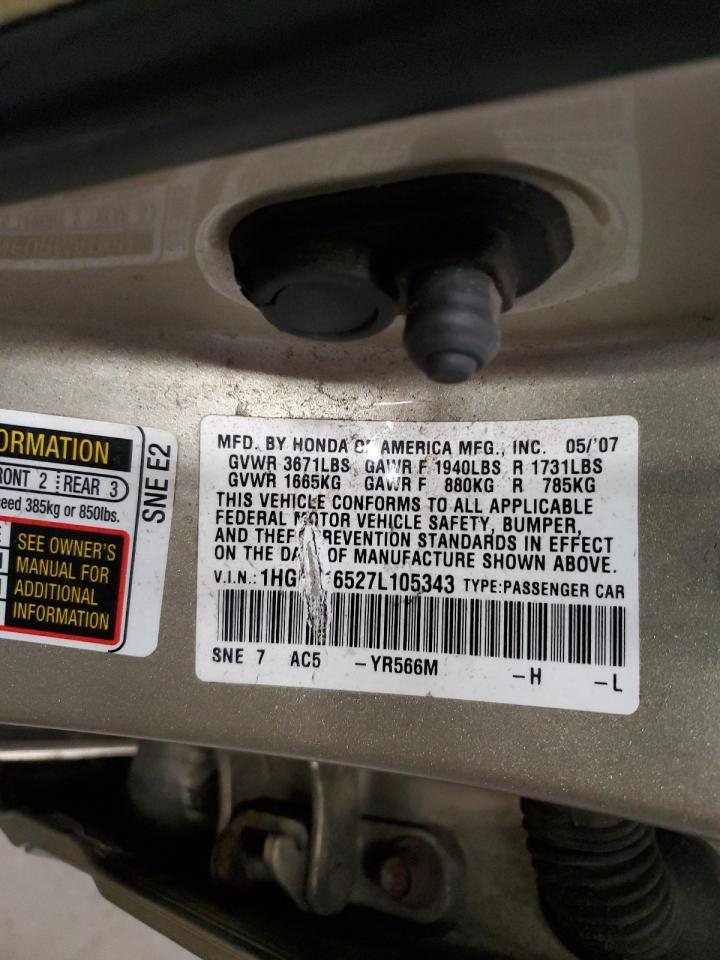 ORMATION
RONT 2 REAR 3
eed 385kg or 850lbs.
SEE OWNER'S
MANUAL FOR
ADDITIONAL
INFORMATION
SNE E2
MFD. BY HONDA OF AMERICA MFG., INC. 05/'07
GVWR 3671LBS GAWR F 1940LBS R 1731LBS
GVWR 1665KG GAWR F 880KG R 785KG
THIS VEHICLE CONFORMS TO ALL APPLICABLE
FEDERAL MOTOR VEHICLE SAFETY, BUMPER,
AND THEFT PREVENTION STANDARDS IN EFFECT
ON THE DATE OF MANUFACTURE SHOWN ABOVE.
V.I.N.: 1HG 6527L105343 TYPE:PASSENGER CAR
SNE 7 AC5 -YR566M -H -L